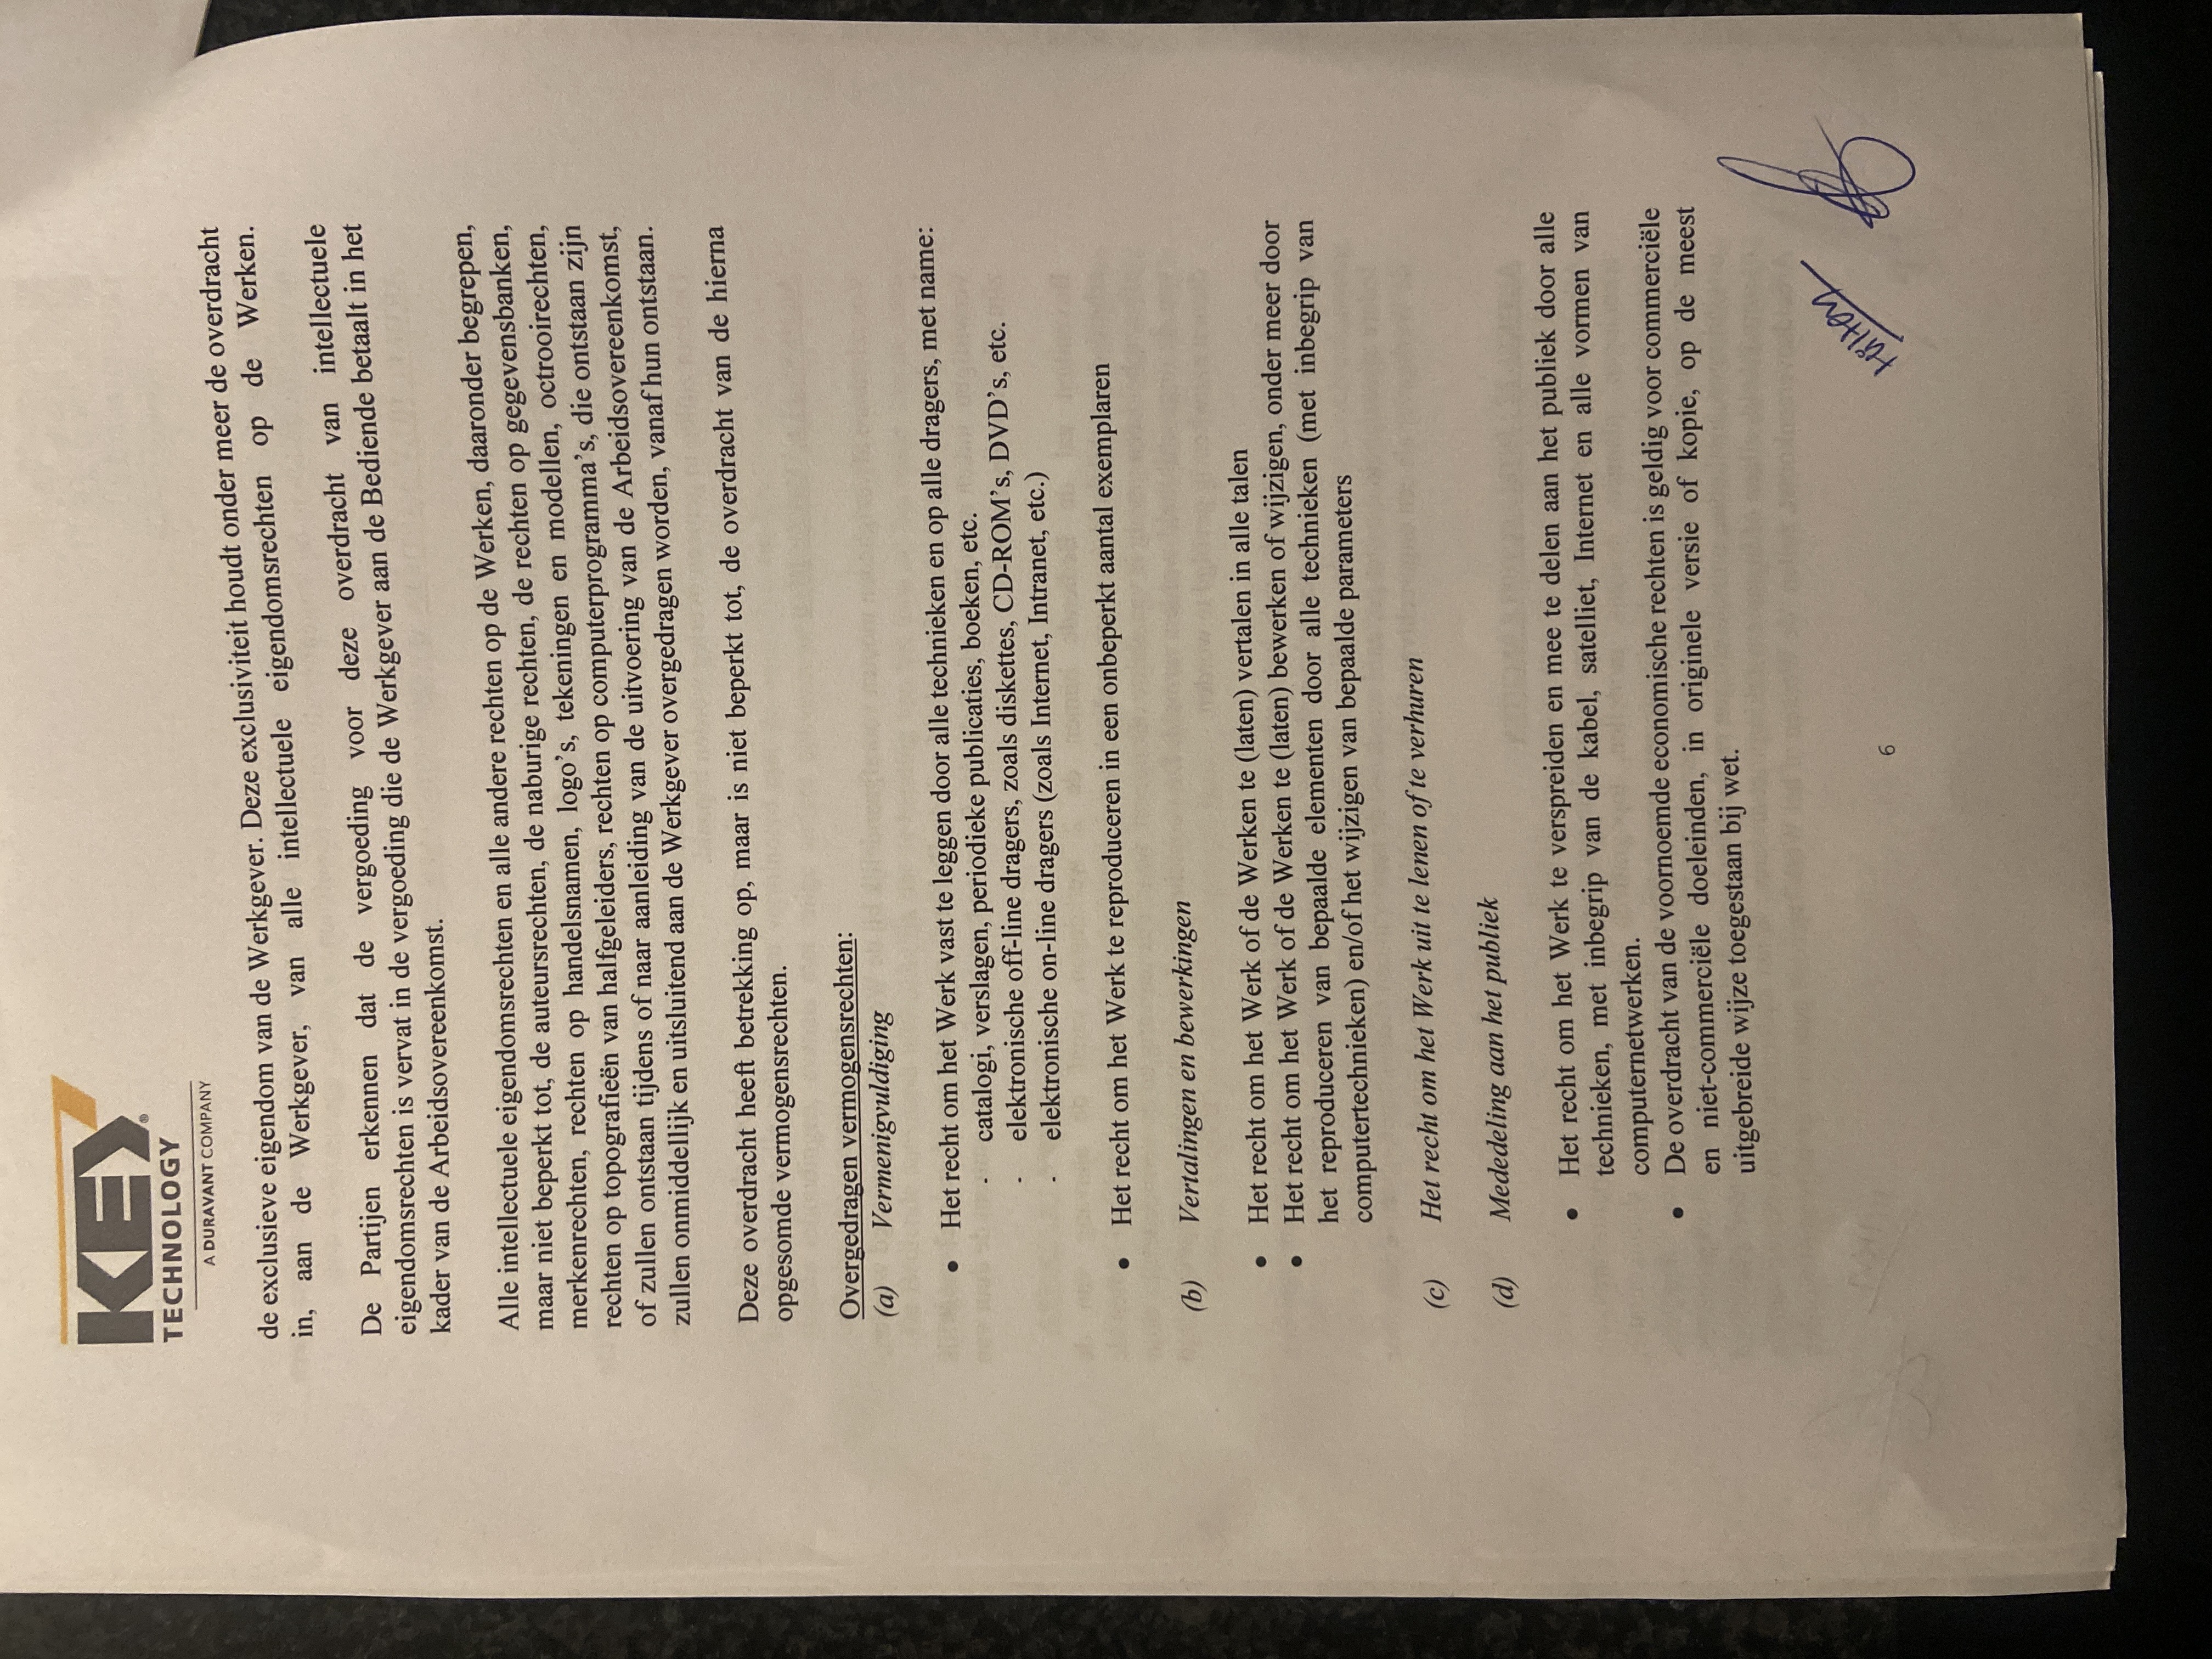 KEY
TECHNOLOGY
A DURAVANT COMPANY
de exclusieve eigendom van de Werkgever. Deze exclusiviteit houdt onder meer de overdracht
in, aan de Werkgever, van alle intellectuele eigendomsrechten op de Werken.
De Partijen erkennen dat de vergoeding voor deze overdracht van intellectuele
eigendomsrechten is vervat in de vergoeding die de Werkgever aan de Bediende betaalt in het
kader van de Arbeidsovereenkomst.
Alle intellectuele eigendomsrechten en alle andere rechten op de Werken, daaronder begrepen,
maar niet beperkt tot, de auteursrechten, de naburige rechten, de rechten op gegevensbanken,
merkenrechten, rechten op handelsnamen, logo's, tekeningen en modellen, octrooirechten,
rechten op topografieën van halfgeleiders, rechten op computerprogramma's, die ontstaan zijn
of zullen ontstaan tijdens of naar aanleiding van de uitvoering van de Arbeidsovereenkomst,
zullen onmiddellijk en uitsluitend aan de Werkgever overgedragen worden, vanaf hun ontstaan.
Deze overdracht heeft betrekking op, maar is niet beperkt tot, de overdracht van de hierna
opgesomde vermogensrechten.
Overgedragen vermogensrechten:
(a) Vermenigvuldiging
• Het recht om het Werk vast te leggen door alle technieken en op alle dragers, met name:
- catalogi, verslagen, periodieke publicaties, boeken, etc.
- elektronische off-line dragers, zoals diskettes, CD-ROM's, DVD's, etc.
- elektronische on-line dragers (zoals Internet, Intranet, etc.)
• Het recht om het Werk te reproduceren in een onbeperkt aantal exemplaren
(b) Vertalingen en bewerkingen
• Het recht om het Werk of de Werken te (laten) vertalen in alle talen
• Het recht om het Werk of de Werken te (laten) bewerken of wijzigen, onder meer door
het reproduceren van bepaalde elementen door alle technieken (met inbegrip van
computertechnieken) en/of het wijzigen van bepaalde parameters
(c) Het recht om het Werk uit te lenen of te verhuren
(d) Mededeling aan het publiek
• Het recht om het Werk te verspreiden en mee te delen aan het publiek door alle
technieken, met inbegrip van de kabel, satelliet, Internet en alle vormen van
computernetwerken.
• De overdracht van de voornoemde economische rechten is geldig voor commerciële
en niet-commerciële doeleinden, in originele versie of kopie, op de meest
uitgebreide wijze toegestaan bij wet.
6